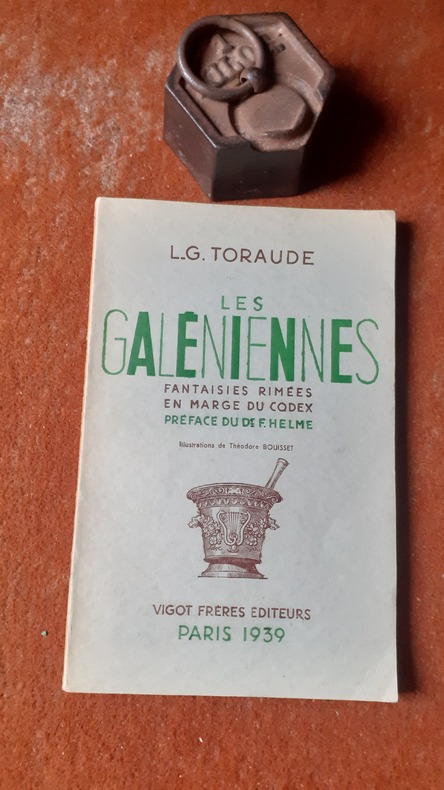 L-G. TORAUDE
LES
GALÉNIENNES
FANTAISIES RIMÉES
EN MARGE DU CODEX
PRÉFACE DU Dr F. HELME
Illustrations de Théodore BOUISSET
VIGOT FRÈRES ÉDITEURS
PARIS 1939